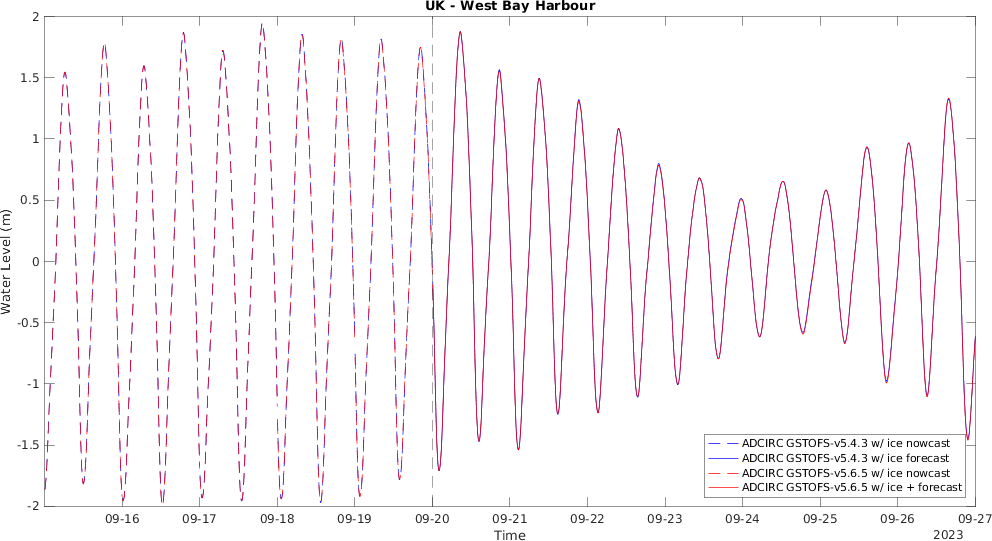 UK - West Bay Harbour
2
1.5
1
0.5
0
-0.5
-1
-1.5
-2
Water Level (m)
ADCIRC GSTOFS-v5.4.3 w/ ice nowcast
ADCIRC GSTOFS-v5.4.3 w/ ice forecast
ADCIRC GSTOFS-v5.6.5 w/ ice nowcast
ADCIRC GSTOFS-v5.6.5 w/ ice + forecast
09-16 09-17 09-18 09-19 09-20 09-21 09-22 09-23 09-24 09-25 09-26 09-27
Time
2023